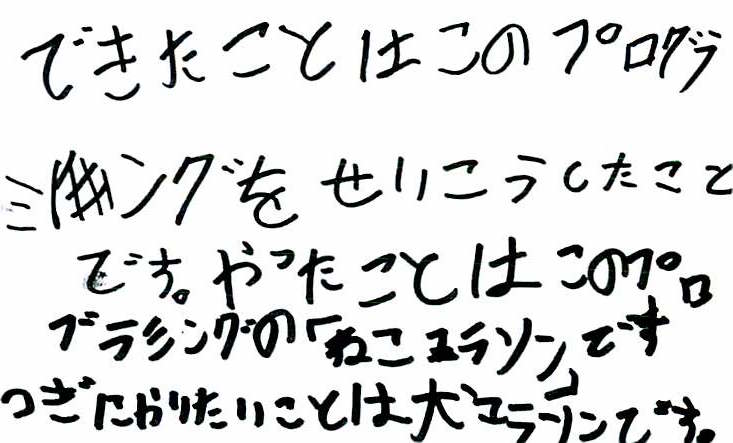 できたことはこのプログラ
ミングをせいこうしたこと
です。やったことはこのプロ
グラミングの「ねこマラソン」です
つぎにやりたいことは大マラソンです。